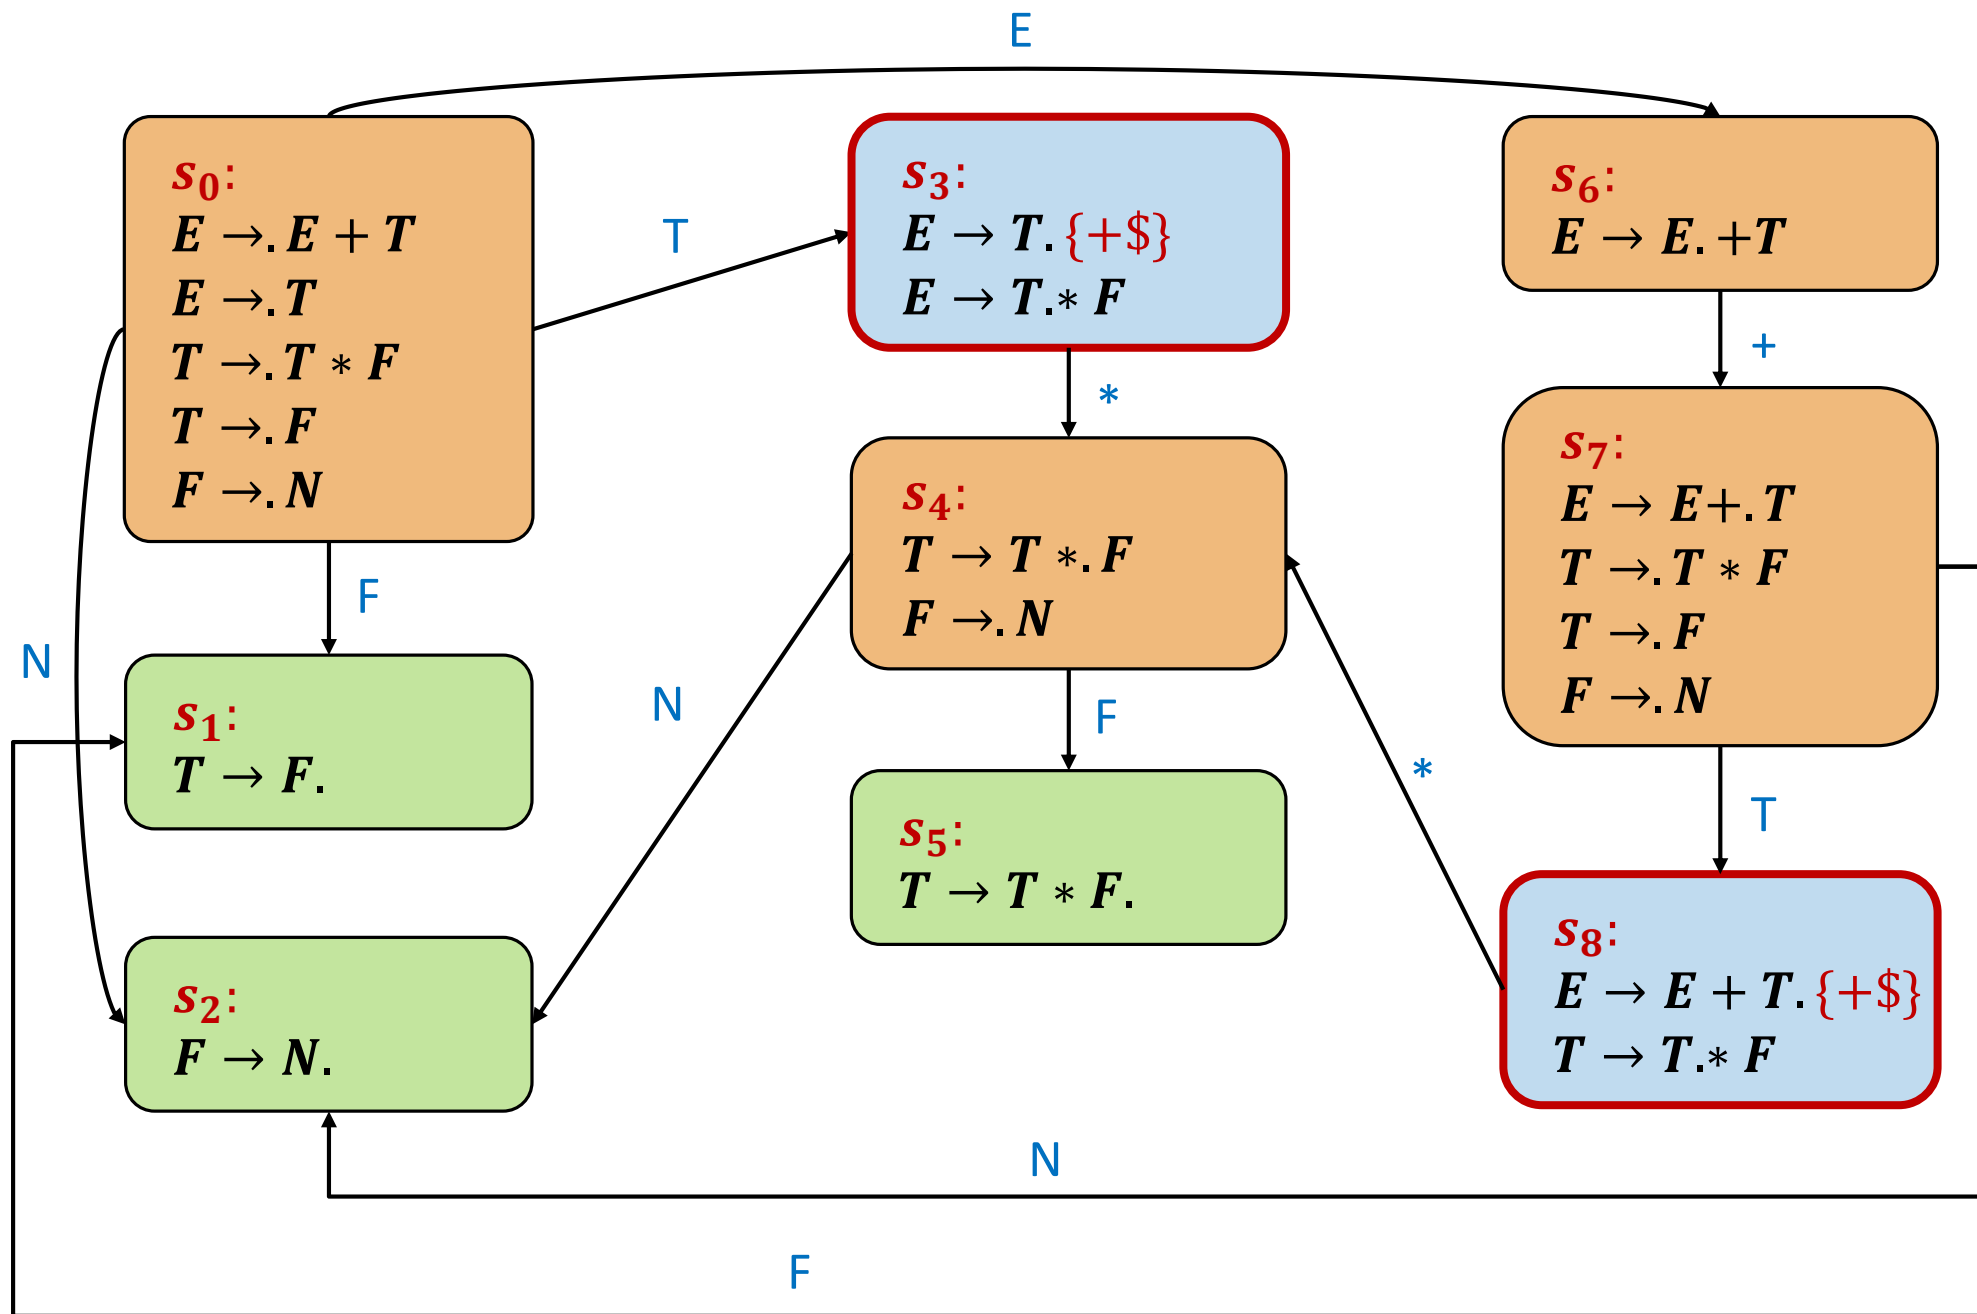 E
s₀:
E →. E + T
E →. T
T →. T * F
T →. F
F →. N
T
s₃:
E → T. {+$}
E → T.* F
s₆:
E → E. +T
+
*
s₄:
T → T *. F
F →. N
s₇:
E → E+. T
T →. T * F
T →. F
F →. N
F
N
s₁:
T → F.
N
F
*
T
s₅:
T → T * F.
s₂:
F → N.
s₈:
E → E + T. {+$}
T → T.* F
N
F